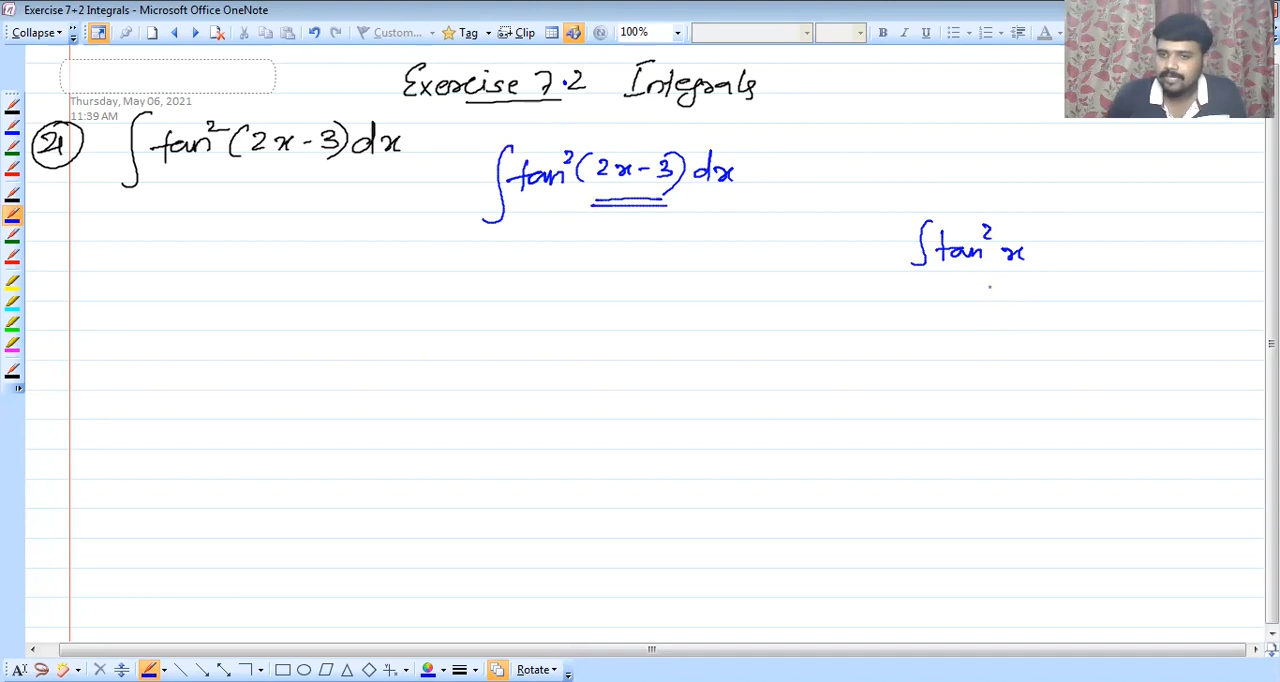 Exercise 7+2 Integrals - Microsoft Office OneNote
Collapse
Custom...
Tag
Clip
100%
B I U
A
Exercise 7.2 Integrals
Thursday, May 06, 2021
11:39 AM
21 ∫tan²(2x-3)dx
∫tan²(2x-3)dx
∫tan²x
Rotate